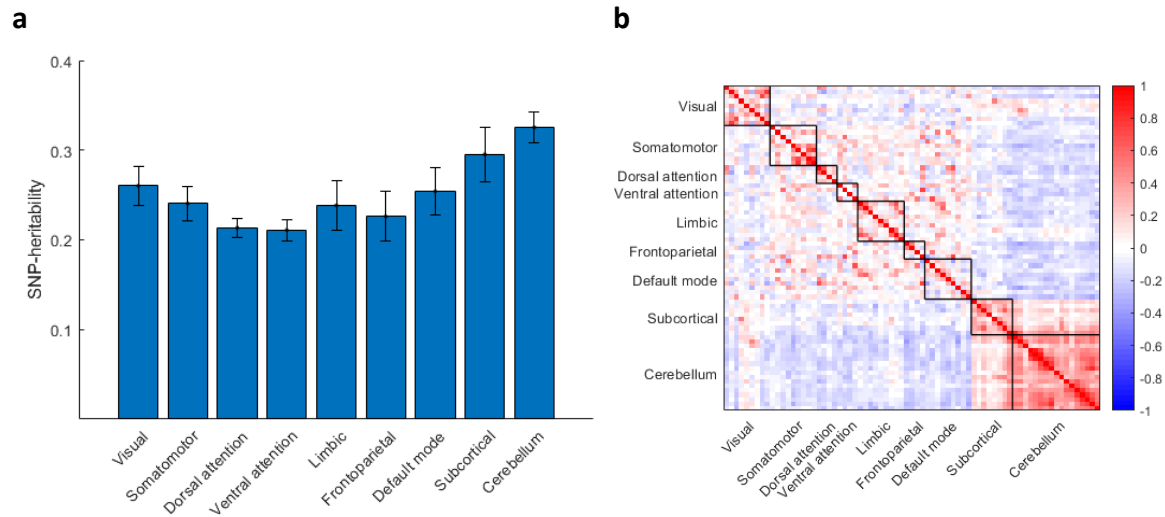 a
0.4
0.3
0.2
0.1
SNP-heritability
Visual
Somatomotor
Dorsal attention
Ventral attention
Limbic
Frontoparietal
Default mode
Subcortical
Cerebellum
b
Visual
Somatomotor
Dorsal attention
Ventral attention
Limbic
Frontoparietal
Default mode
Subcortical
Cerebellum
Visual
Somatomotor
Dorsal attention
Ventral attention
Limbic
Frontoparietal
Default mode
Subcortical
Cerebellum
1
0.8
0.6
0.4
0.2
0
-0.2
-0.4
-0.6
-0.8
-1